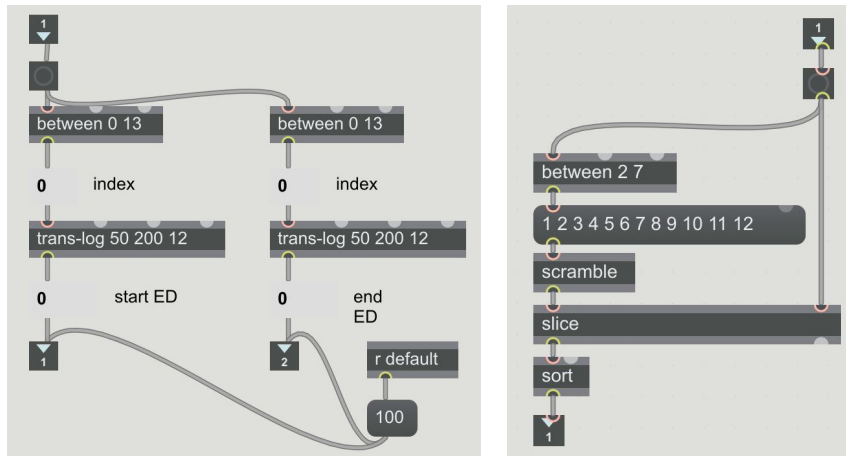 1
between 0 13
between 0 13
0
index
0
index
trans-log 50 200 12
trans-log 50 200 12
0
start ED
0
end
ED
1
2
r default
100
1
between 2 7
1 2 3 4 5 6 7 8 9 10 11 12
scramble
slice
sort
1